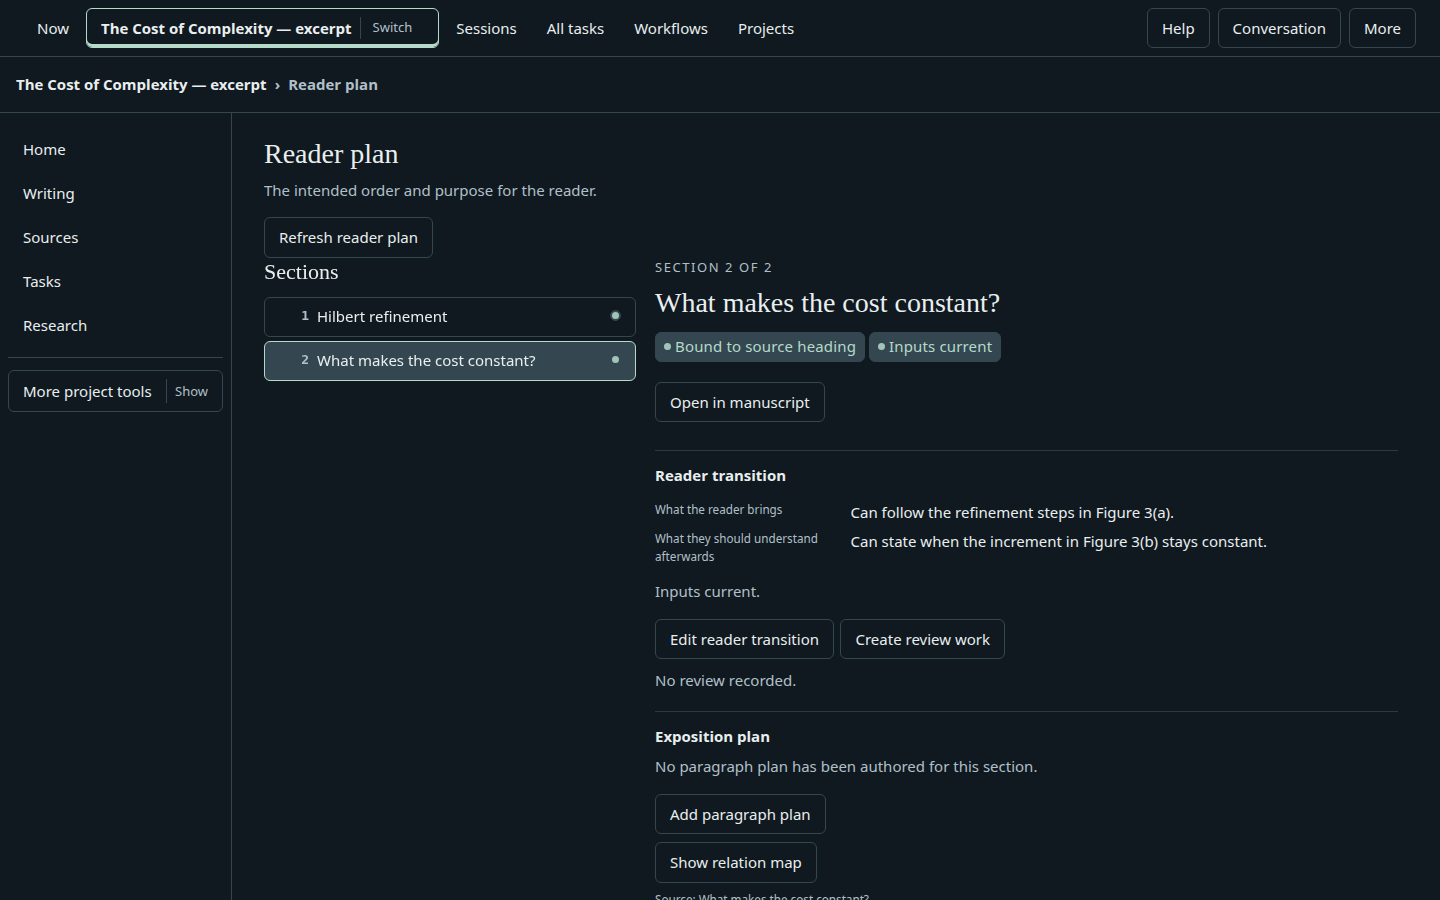 Now
The Cost of Complexity — excerpt Switch
Sessions
All tasks
Workflows
Projects
Help
Conversation
More
The Cost of Complexity — excerpt › Reader plan
Home
Writing
Sources
Tasks
Research
More project tools Show
Reader plan
The intended order and purpose for the reader.
Refresh reader plan
Sections
1 Hilbert refinement
2 What makes the cost constant?
SECTION 2 OF 2
What makes the cost constant?
Bound to source heading
Inputs current
Open in manuscript
Reader transition
What the reader brings
Can follow the refinement steps in Figure 3(a).
What they should understand
afterwards
Can state when the increment in Figure 3(b) stays constant.
Inputs current.
Edit reader transition
Create review work
No review recorded.
Exposition plan
No paragraph plan has been authored for this section.
Add paragraph plan
Show relation map
Source: What makes the cost constant?